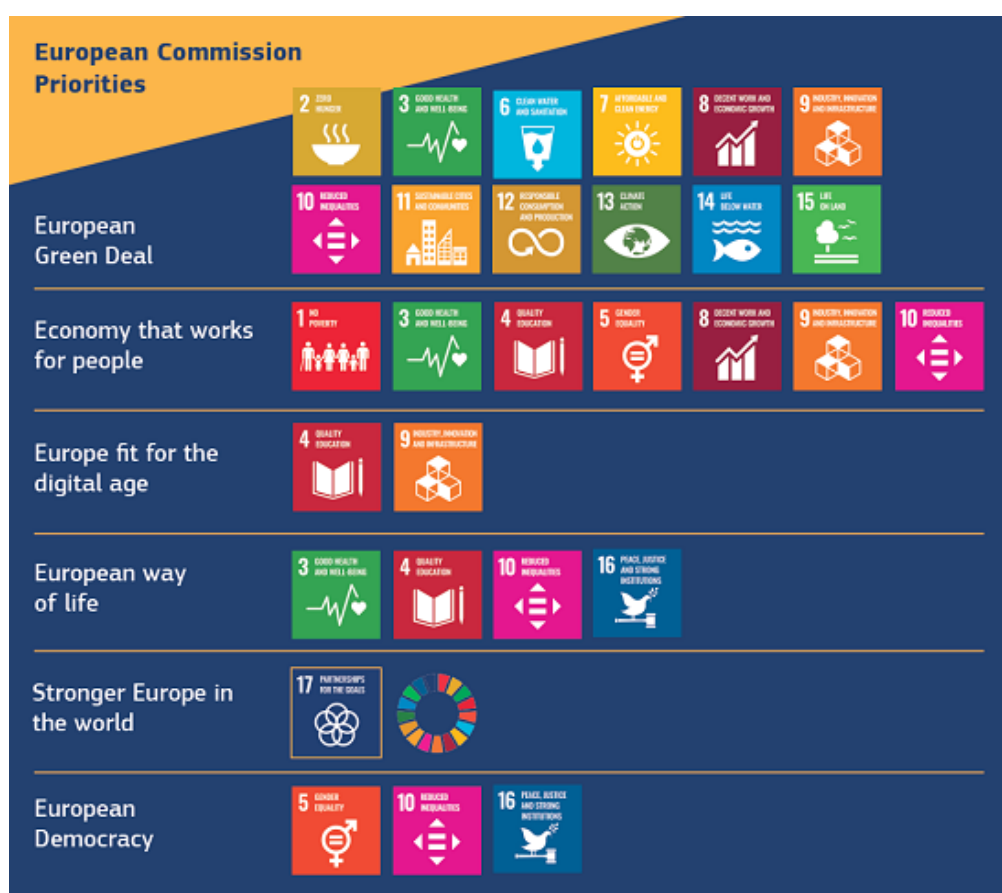 European Commission
Priorities
2 ZERO
HUNGER
3 GOOD HEALTH
AND WELL-BEING
6 CLEAN WATER
AND SANITATION
7 AFFORDABLE AND
CLEAN ENERGY
8 DECENT WORK AND
ECONOMIC GROWTH
9 INDUSTRY, INNOVATION
AND INFRASTRUCTURE
European
Green Deal
10 REDUCED
INEQUALITIES
11 SUSTAINABLE CITIES
AND COMMUNITIES
12 RESPONSIBLE
CONSUMPTION
AND PRODUCTION
13 CLIMATE
ACTION
14 LIFE
BELOW WATER
15 LIFE
ON LAND
Economy that works
for people
1 NO
POVERTY
3 GOOD HEALTH
AND WELL-BEING
4 QUALITY
EDUCATION
5 GENDER
EQUALITY
8 DECENT WORK AND
ECONOMIC GROWTH
9 INDUSTRY, INNOVATION
AND INFRASTRUCTURE
10 REDUCED
INEQUALITIES
Europe fit for the
digital age
4 QUALITY
EDUCATION
9 INDUSTRY, INNOVATION
AND INFRASTRUCTURE
European way
of life
3 GOOD HEALTH
AND WELL-BEING
4 QUALITY
EDUCATION
10 REDUCED
INEQUALITIES
16 PEACE, JUSTICE
AND STRONG
INSTITUTIONS
Stronger Europe in
the world
17 PARTNERSHIPS
FOR THE GOALS
European
Democracy
5 GENDER
EQUALITY
10 REDUCED
INEQUALITIES
16 PEACE, JUSTICE
AND STRONG
INSTITUTIONS